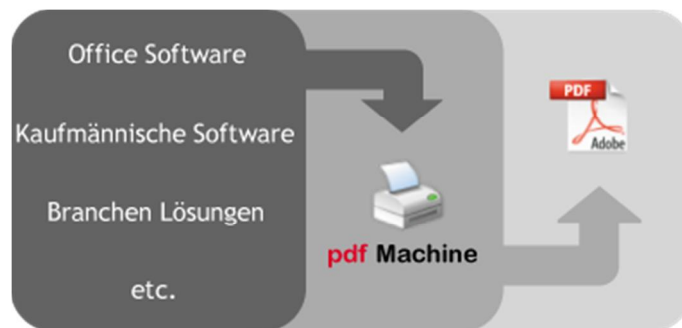 Office Software
Kaufmännische Software
Branchen Lösungen
etc.
pdf Machine
PDF
Adobe